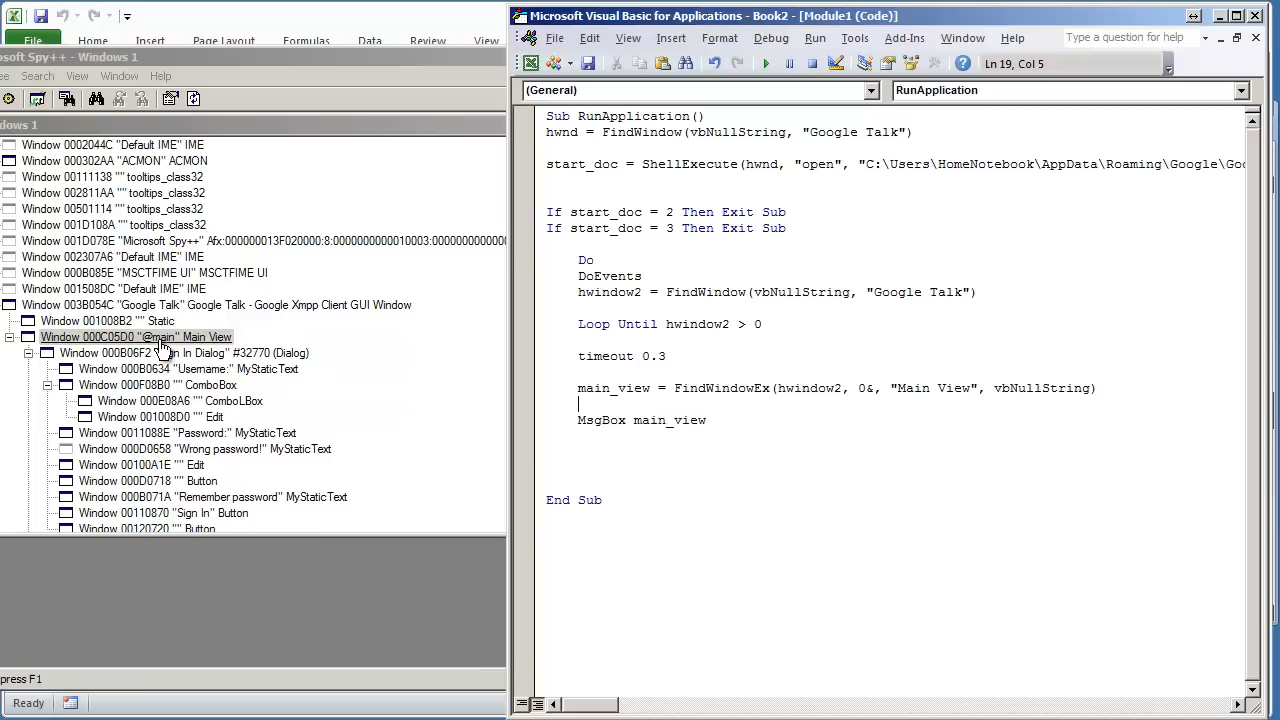 Microsoft Visual Basic for Applications - Book2 - [Module1 (Code)]
File Home Insert Page Layout Formulas Data Review View
osoft Spy++ - Windows 1
ee Search View Window Help
File Edit View Insert Format Debug Run Tools Add-Ins Window Help
Type a question for help
Ln 19, Col 5
(General)
RunApplication
ndows 1
Window 0002044C "Default IME" IME
Window 000302AA "ACMON" ACMON
Window 00111138 "" tooltips_class32
Window 002811AA "" tooltips_class32
Window 00501114 "" tooltips_class32
Window 001D108A "" tooltips_class32
Window 001D078E "Microsoft Spy++" Afx:000000013F020000:8:0000000000010003:0000000000
Window 002307A6 "Default IME" IME
Window 000B085E "MSCTFIME UI" MSCTFIME UI
Window 001508DC "Default IME" IME
Window 003B054C "Google Talk" Google Talk - Google Xmpp Client GUI Window
Window 001008B2 "" Static
Window 000C05D0 "@main" Main View
Window 000B06F2 In Dialog" #32770 (Dialog)
Window 000B0634 "Username:" MyStaticText
Window 000F08B0 "" ComboBox
Window 000E08A6 "" ComboLBox
Window 001008D0 "" Edit
Window 0011088E "Password:" MyStaticText
Window 000D0658 "Wrong password!" MyStaticText
Window 00100A1E "" Edit
Window 000D0718 "" Button
Window 000B071A "Remember password" MyStaticText
Window 00110870 "Sign In" Button
Window 00120720 "" Button
press F1
Ready
Sub RunApplication()
hwnd = FindWindow(vbNullString, "Google Talk")
start_doc = ShellExecute(hwnd, "open", "C:\Users\HomeNotebook\AppData\Roaming\Google\Goo
If start_doc = 2 Then Exit Sub
If start_doc = 3 Then Exit Sub
Do
DoEvents
hwindow2 = FindWindow(vbNullString, "Google Talk")
Loop Until hwindow2 > 0
timeout 0.3
main_view = FindWindowEx(hwindow2, 0&, "Main View", vbNullString)
MsgBox main_view
End Sub